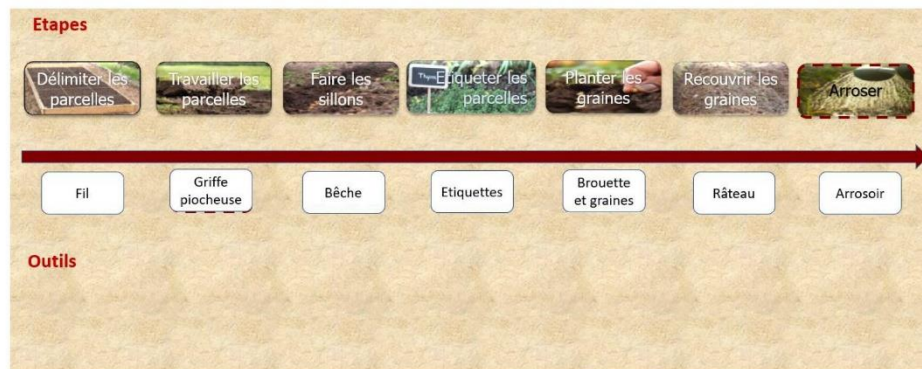 Etapes
Délimiter les
parcelles
Travailler les
parcelles
Faire les
sillons
Thym
Etiqueter les
parcelles
Planter les
graines
Recouvrir les
graines
Arroser
Fil
Griffe
piocheuse
Bêche
Etiquettes
Brouette
et graines
Râteau
Arrosoir
Outils